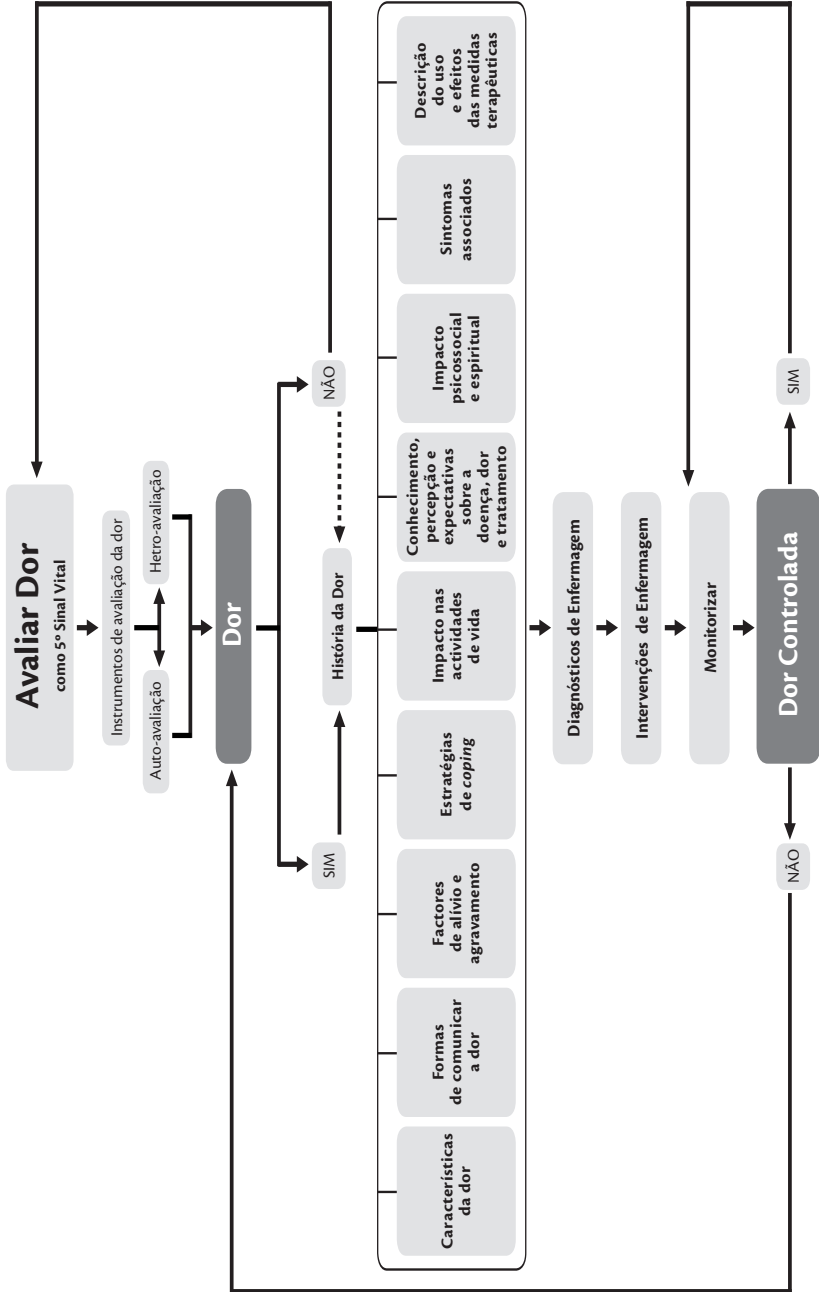 Avaliar Dor
como 5º Sinal Vital
Instrumentos de avaliação da dor
Auto-avaliação
Hetro-avaliação
Dor
SIM
NÃO
História da Dor
Características
da dor
Formas
de comunicar
a dor
Factores
de alívio e
agravamento
Estratégias
de coping
Impacto nas
actividades
de vida
Conhecimento,
percepção e
expectativas
sobre a
doença, dor
e tratamento
Impacto
psicossocial
e espiritual
Sintomas
associados
Descrição
do uso
e efeitos
das medidas
terapêuticas
Diagnósticos de Enfermagem
Intervenções de Enfermagem
Monitorizar
Dor Controlada
NÃO
SIM